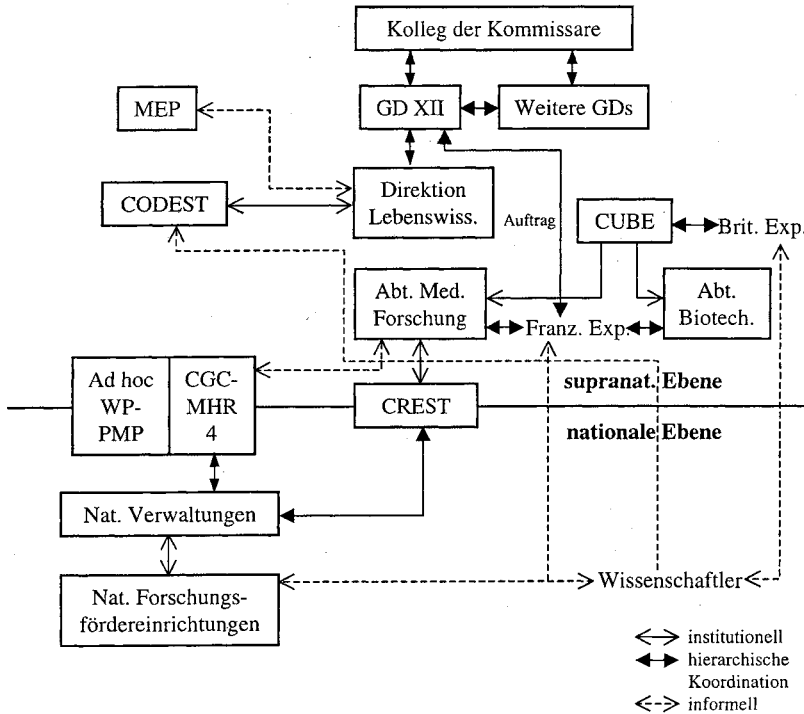 Kolleg der Kommissare
MEP
GD XII
Weitere GDs
CODEST
Direktion
Lebenswiss.
Auftrag
CUBE
Brit. Exp.
Abt. Med.
Forschung
Franz. Exp.
Abt.
Biotech.
Ad hoc
WP-
PMP
CGC-
MHR
4
CREST
supranat. Ebene
nationale Ebene
Nat. Verwaltungen
Nat. Forschungs-
fördereinrichtungen
Wissenschaftler
institutionell
hierarchische
Koordination
informell